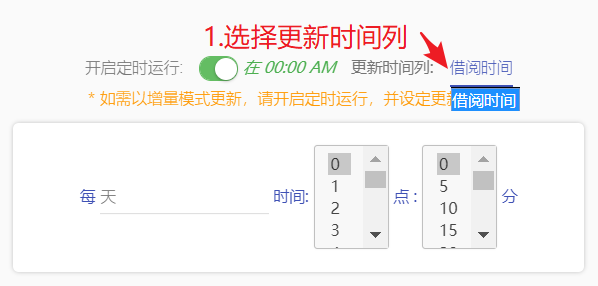 1.选择更新时间列
开启定时运行: 在 00:00 AM 更新时间列: 借阅时间
* 如需以增量模式更新，请开启定时运行，并设定更新
借阅时间
每 天 时间: 0 点 : 0 分
1 5
2 10
3 15